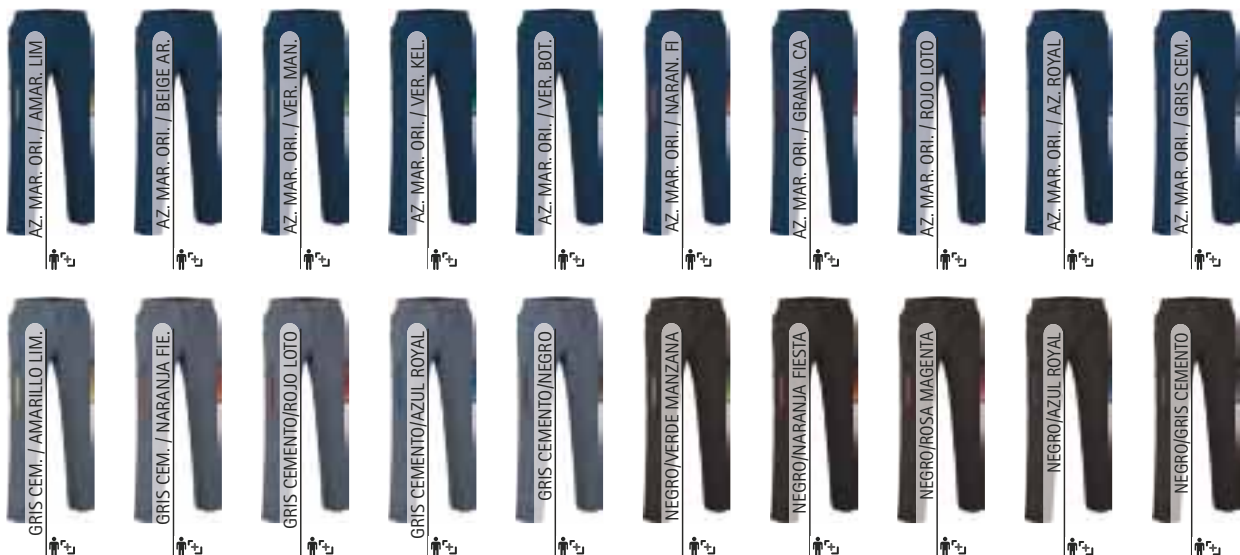 AZ. MAR. ORI. / AMAR. LIM
AZ. MAR. ORI. / BEIGE AR.
AZ. MAR. ORI. / VER. MAN.
AZ. MAR. ORI. / VER. KEL.
AZ. MAR. ORI. / VER. BOT.
AZ. MAR. ORI. / NARAN. FI
AZ. MAR. ORI. / GRANA. CA
AZ. MAR. ORI. / ROJO LOTO
AZ. MAR. ORI. / AZ. ROYAL
AZ. MAR. ORI. / GRIS CEM.
GRIS CEM. / AMARILLO LIM.
GRIS CEM. / NARANJA FIE.
GRIS CEMENTO/ROJO LOTO
GRIS CEMENTO/AZUL ROYAL
GRIS CEMENTO/NEGRO
NEGRO/VERDE MANZANA
NEGRO/NARANJA FIESTA
NEGRO/ROSA MAGENTA
NEGRO/AZUL ROYAL
NEGRO/GRIS CEMENTO